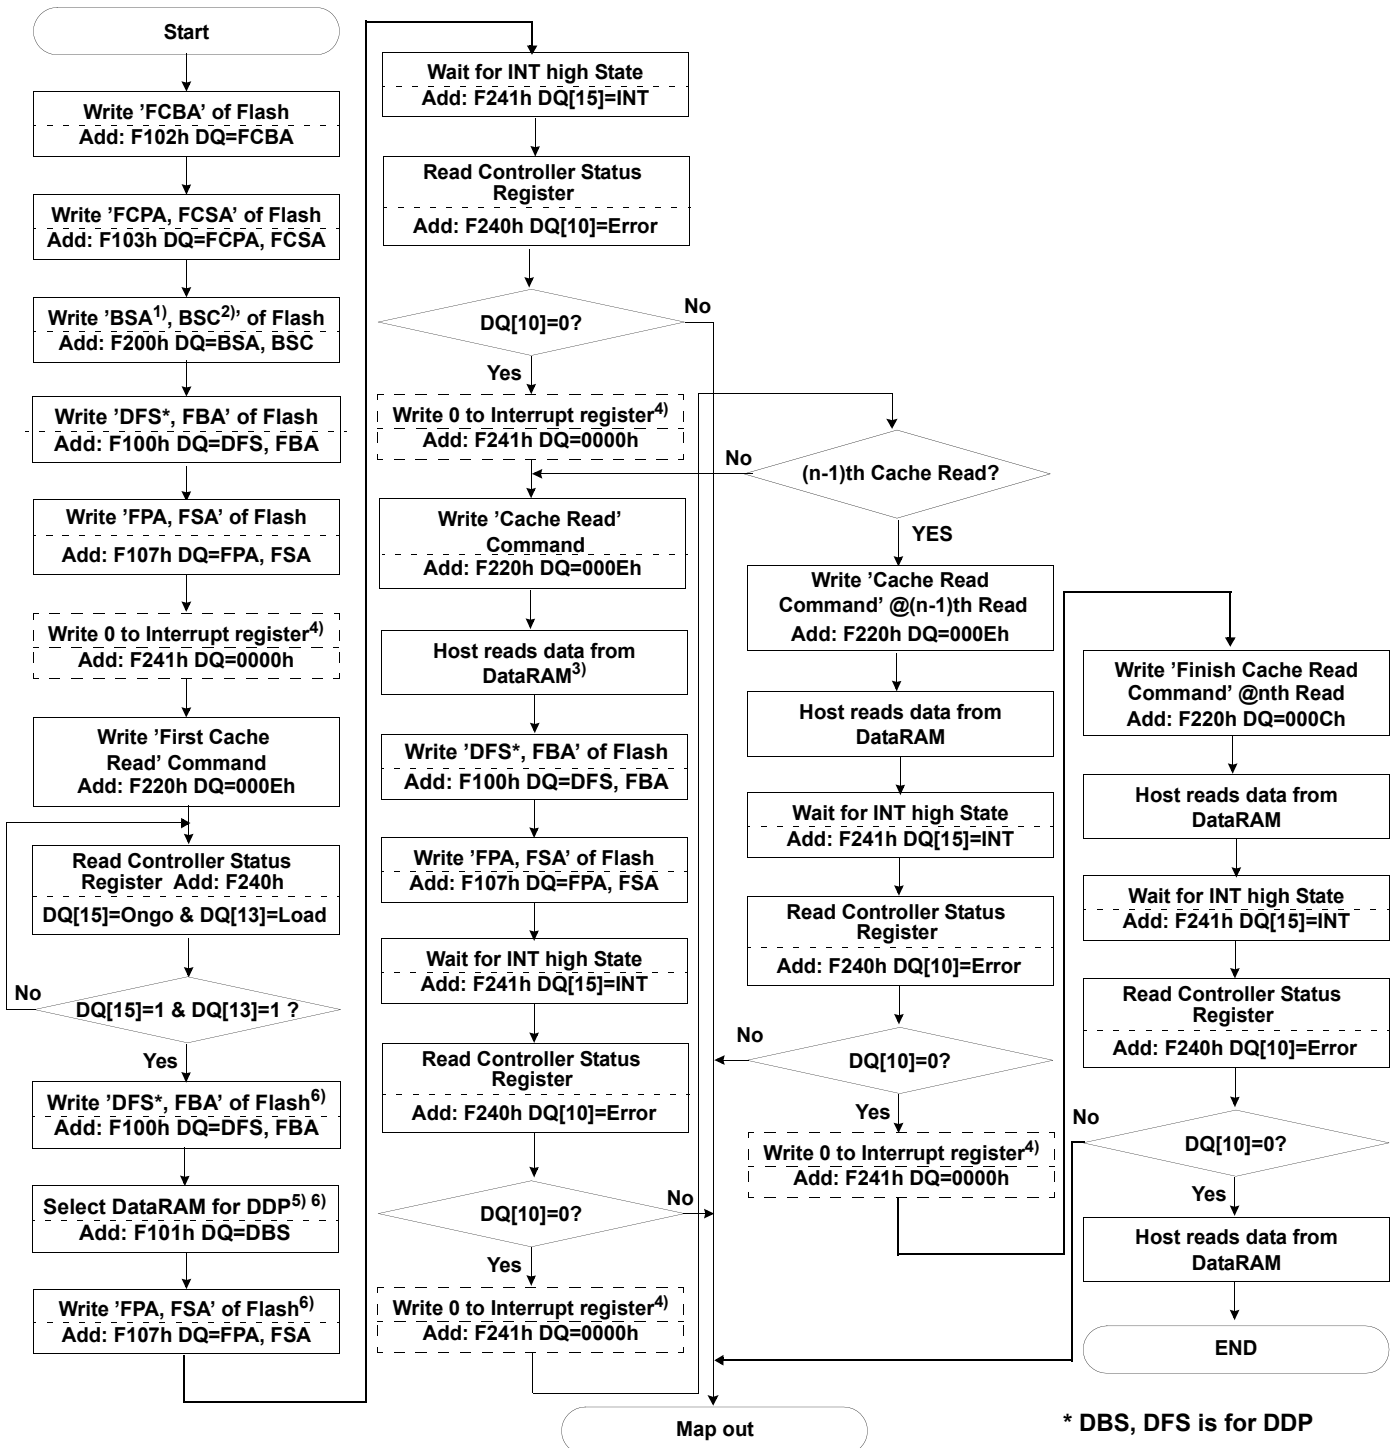 Start
Write 'FCBA' of Flash
Add: F102h DQ=FCBA
Write 'FCPA, FCSA' of Flash
Add: F103h DQ=FCPA, FCSA
Write 'BSA1), BSC2)' of Flash
Add: F200h DQ=BSA, BSC
Write 'DFS*, FBA' of Flash
Add: F100h DQ=DFS, FBA
Write 'FPA, FSA' of Flash
Add: F107h DQ=FPA, FSA
Write 0 to Interrupt register4)
Add: F241h DQ=0000h
Write 'First Cache
Read' Command
Add: F220h DQ=000Eh
Read Controller Status
Register Add: F240h
DQ[15]=Ongo & DQ[13]=Load
No
DQ[15]=1 & DQ[13]=1 ?
Yes
Write 'DFS*, FBA' of Flash6)
Add: F100h DQ=DFS, FBA
Select DataRAM for DDP5) 6)
Add: F101h DQ=DBS
Write 'FPA, FSA' of Flash6)
Add: F107h DQ=FPA, FSA
Wait for INT high State
Add: F241h DQ[15]=INT
Read Controller Status
Register
Add: F240h DQ[10]=Error
No
DQ[10]=0?
Yes
Write 0 to Interrupt register4)
Add: F241h DQ=0000h
Write 'Cache Read'
Command
Add: F220h DQ=000Eh
Host reads data from
DataRAM3)
Write 'DFS*, FBA' of Flash
Add: F100h DQ=DFS, FBA
Write 'FPA, FSA' of Flash
Add: F107h DQ=FPA, FSA
Wait for INT high State
Add: F241h DQ[15]=INT
Read Controller Status
Register
Add: F240h DQ[10]=Error
No
DQ[10]=0?
Yes
Write 0 to Interrupt register4)
Add: F241h DQ=0000h
No
(n-1)th Cache Read?
YES
Write 'Cache Read
Command' @(n-1)th Read
Add: F220h DQ=000Eh
Host reads data from
DataRAM
Wait for INT high State
Add: F241h DQ[15]=INT
Read Controller Status
Register
Add: F240h DQ[10]=Error
No
DQ[10]=0?
Yes
Write 0 to Interrupt register4)
Add: F241h DQ=0000h
Write 'Finish Cache Read
Command' @nth Read
Add: F220h DQ=000Ch
Host reads data from
DataRAM
Wait for INT high State
Add: F241h DQ[15]=INT
Read Controller Status
Register
Add: F240h DQ[10]=Error
No
DQ[10]=0?
Yes
Host reads data from
DataRAM
END
Map out
* DBS, DFS is for DDP